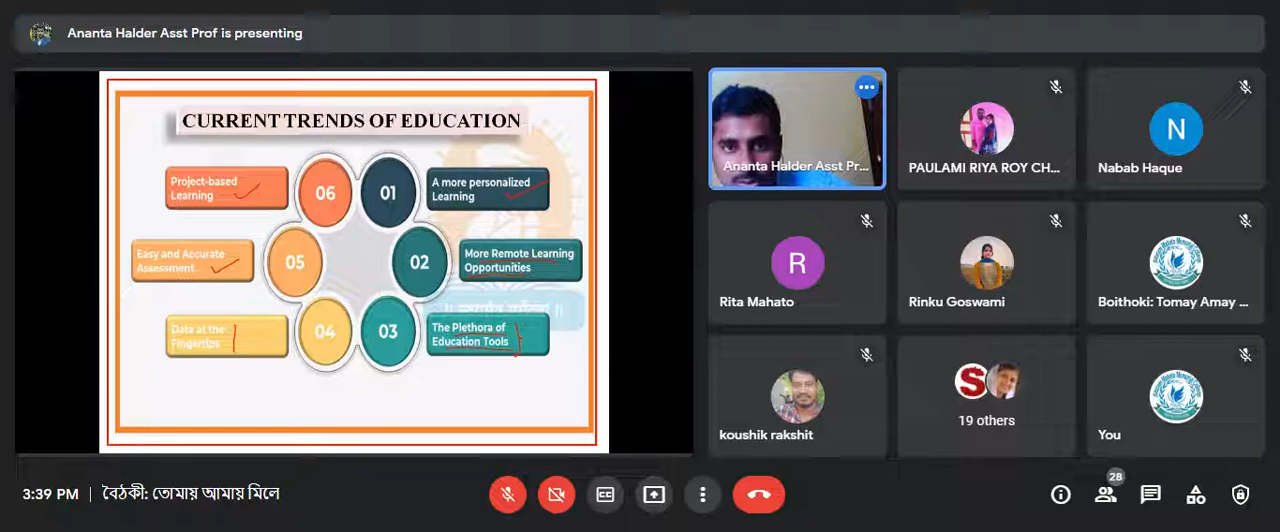 Ananta Halder Asst Prof is presenting
CURRENT TRENDS OF EDUCATION
Project-based
Learning
06
01
A more personalized
Learning
Easy and Accurate
Assessment
05
02
More Remote Learning
Opportunities
Data at the
Fingertips
04
03
The Plethora of
Education Tools
Ananta Halder Asst Pr...
PAULAMI RIYA ROY CH...
N
Nabab Haque
R
Rita Mahato
Rinku Goswami
Boithoki: Tomay Amay ...
koushik rakshit
S
19 others
You
3:39 PM | বৈঠকী: তোমায় আমায় মিলে
CC
28